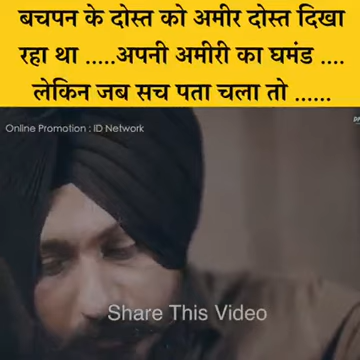 बचपन के दोस्त को अमीर दोस्त दिखा
रहा था .....अपनी अमीरी का घमंड ....
लेकिन जब सच पता चला तो ......
Online Promotion : ID Network
Share This Video